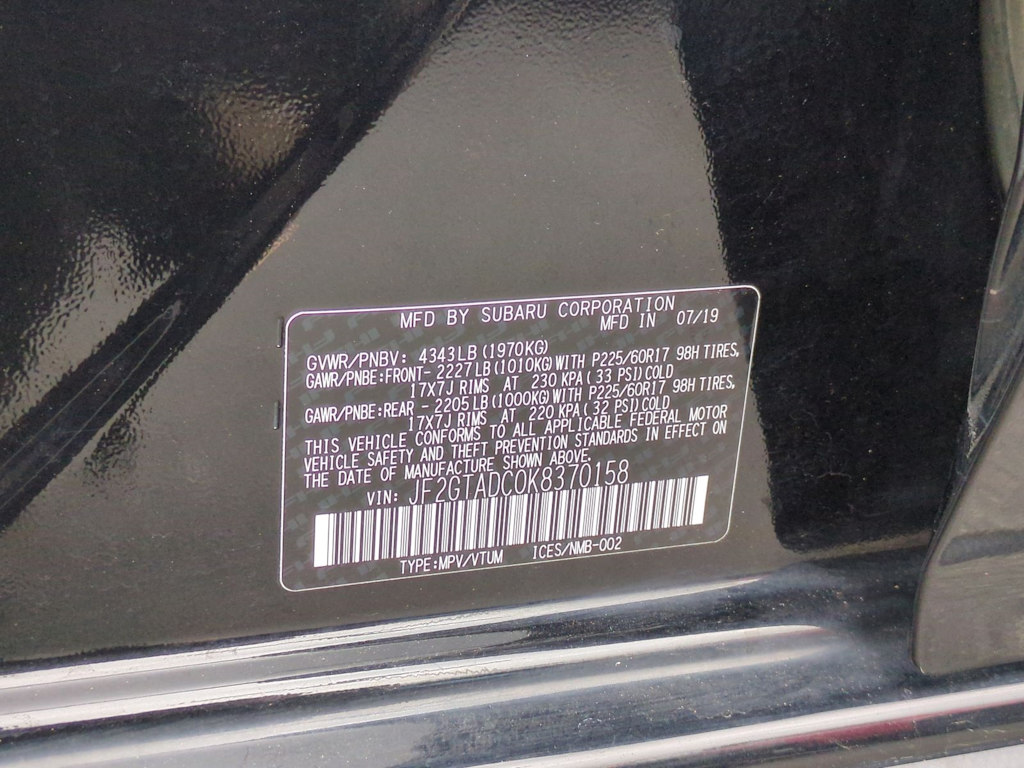 MFD BY SUBARU CORPORATION
MFD IN 07/19
GVWR/PNBV: 4343LB(1970KG)
GAWR/PNBE:FRONT- 2227LB(1010KG)WITH P225/60R17 98H TIRES,
17X7J RIMS AT 230 KPA(33 PSI)COLD
GAWR/PNBE:REAR - 2205LB(1000KG)WITH P225/60R17 98H TIRES,
17X7J RIMS AT 220 KPA(32 PSI)COLD
THIS VEHICLE CONFORMS TO ALL APPLICABLE FEDERAL MOTOR
VEHICLE SAFETY AND THEFT PREVENTION STANDARDS IN EFFECT ON
THE DATE OF MANUFACTURE SHOWN ABOVE.
VIN: JF2GTADC0K8370158
TYPE:MPV/VTUM ICES/NMB-002